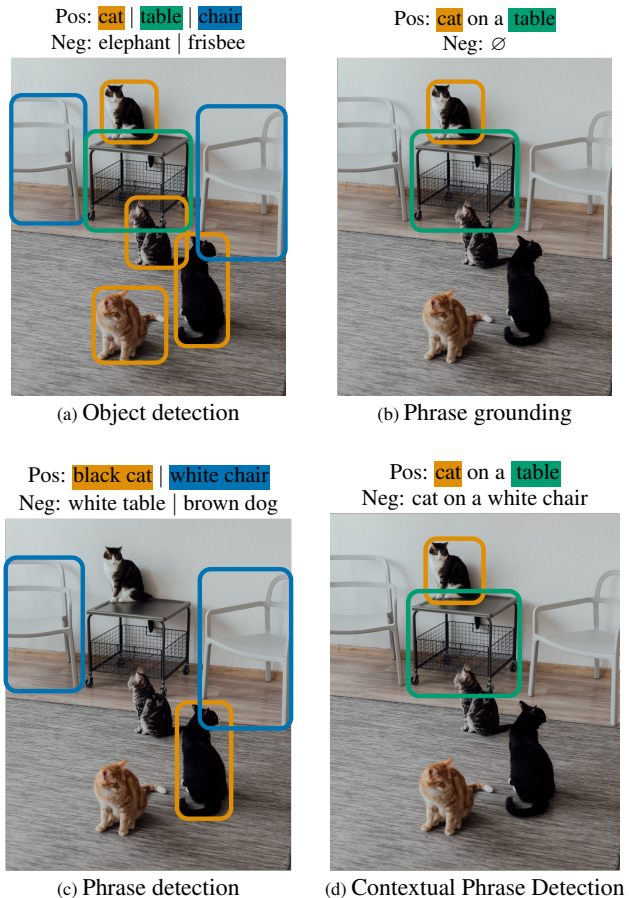 Pos: cat | table | chair
Neg: elephant | frisbee
(a) Object detection
Pos: cat on a table
Neg: ∅
(b) Phrase grounding
Pos: black cat | white chair
Neg: white table | brown dog
(c) Phrase detection
Pos: cat on a table
Neg: cat on a white chair
(d) Contextual Phrase Detection